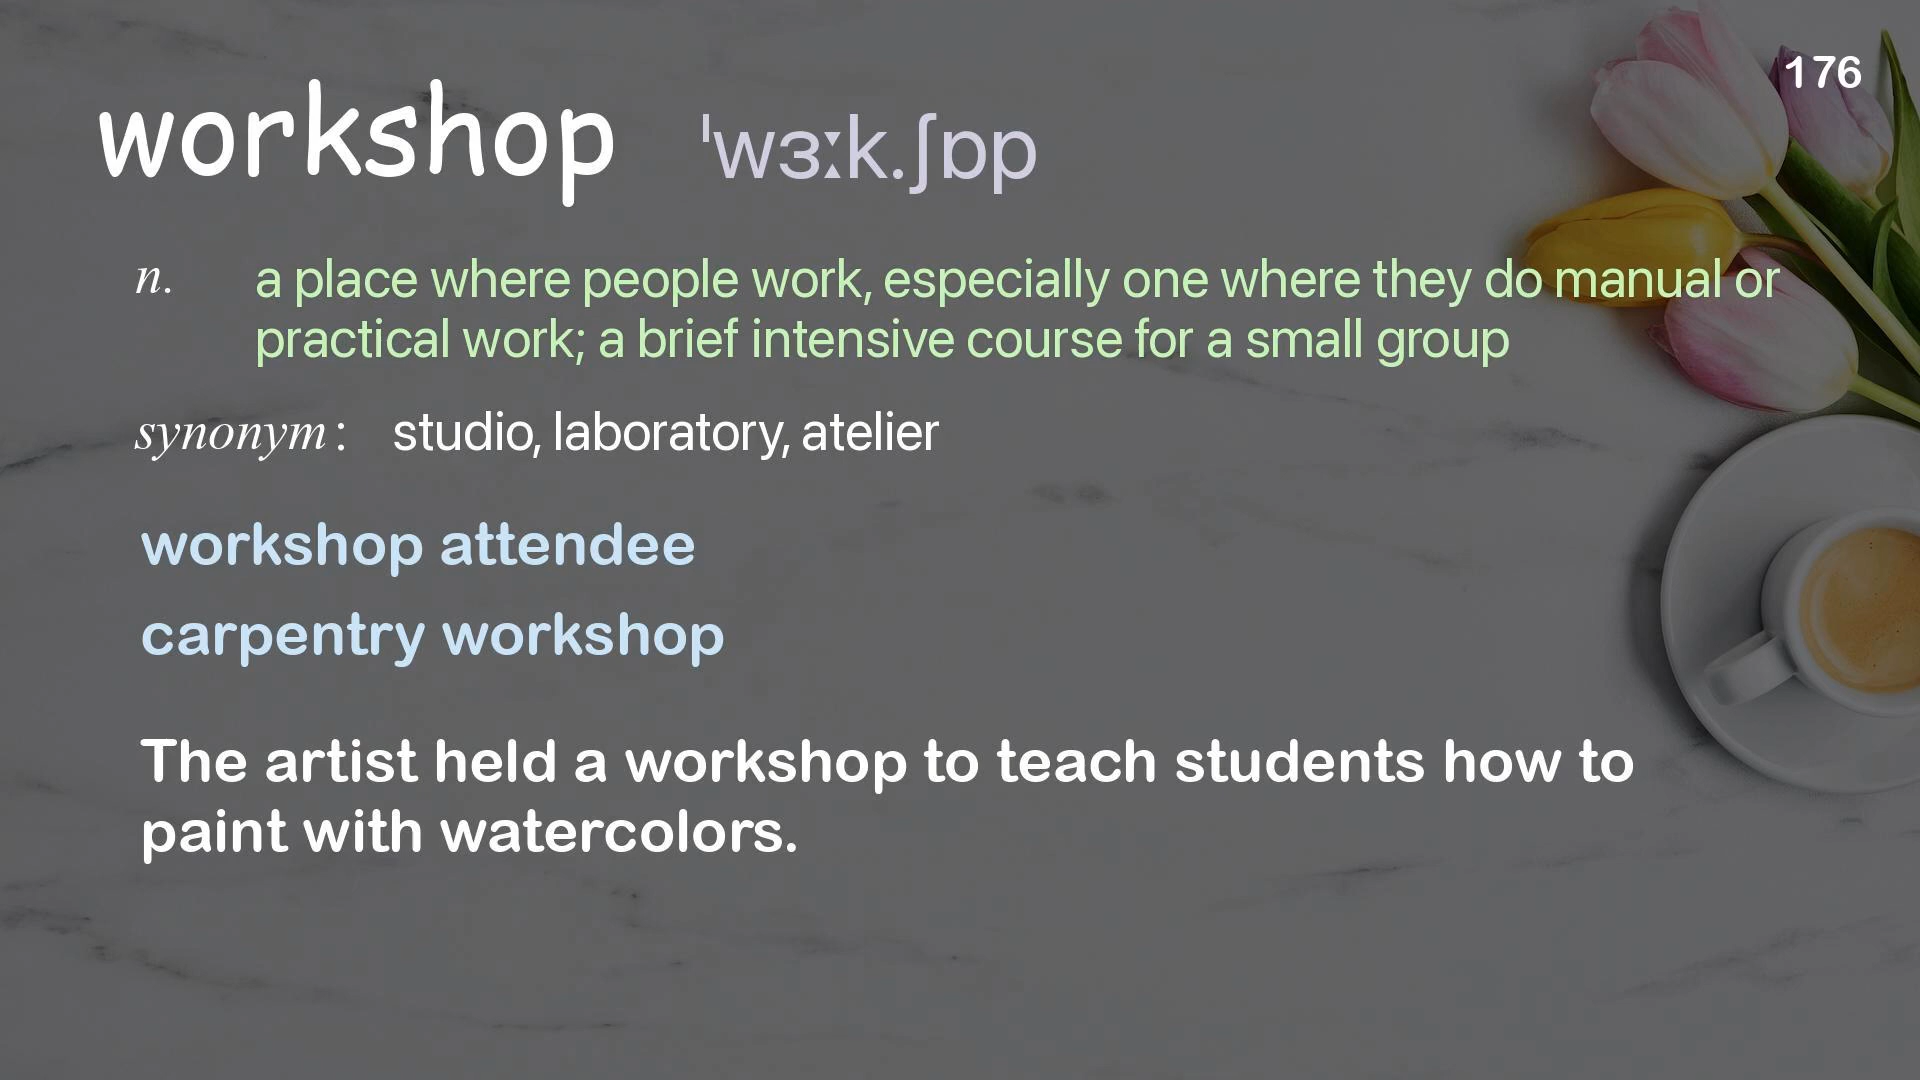 176
workshop ˈwɜːk.ʃɒp
n. a place where people work, especially one where they do manual or
practical work; a brief intensive course for a small group
synonym: studio, laboratory, atelier
workshop attendee
carpentry workshop
The artist held a workshop to teach students how to
paint with watercolors.